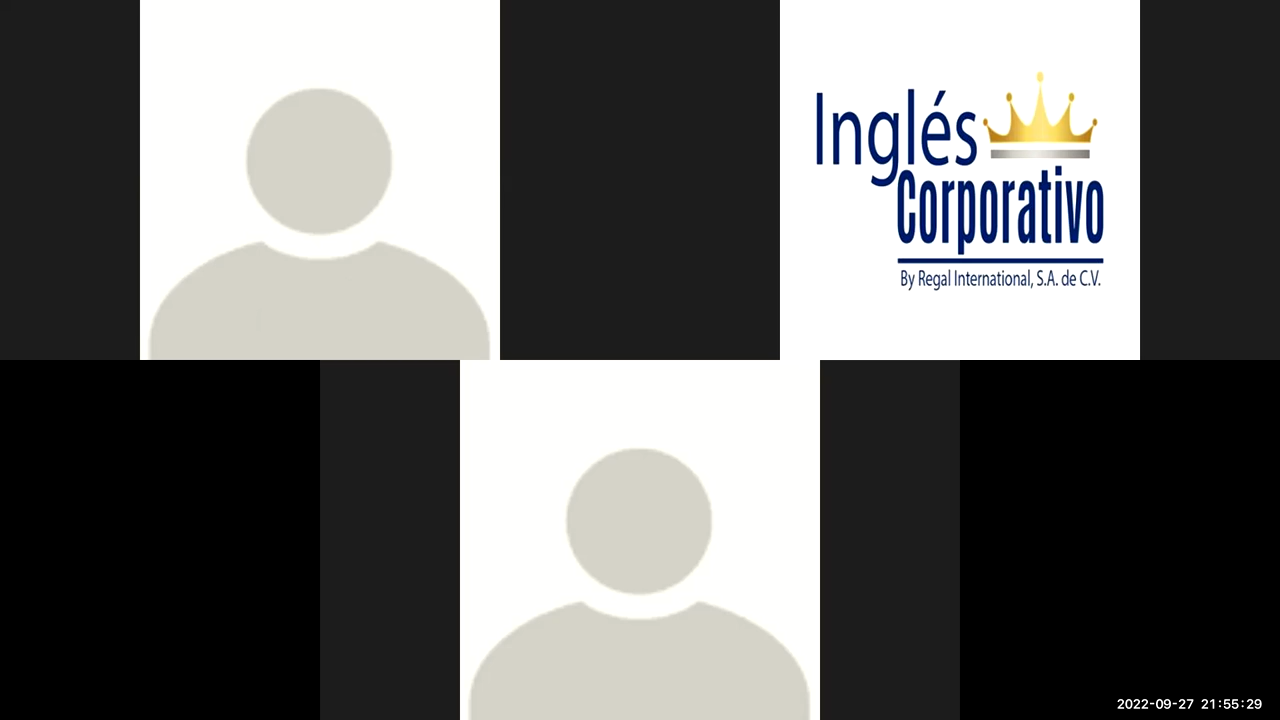 Inglés
Corporativo
By Regal International, S.A. de C.V.
2022-09-27 21:55:29